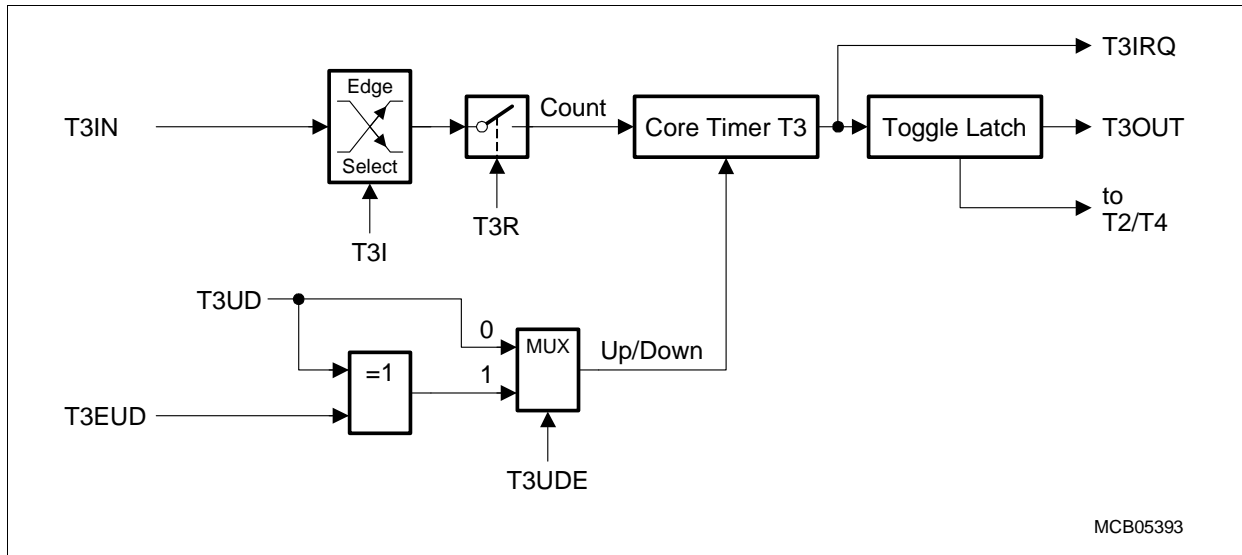 T3IRQ
Edge
Select
T3IN
Count
Core Timer T3
Toggle Latch
T3OUT
T3R
to
T2/T4
T3I
T3UD
0
MUX
Up/Down
=1
1
T3EUD
T3UDE
MCB05393